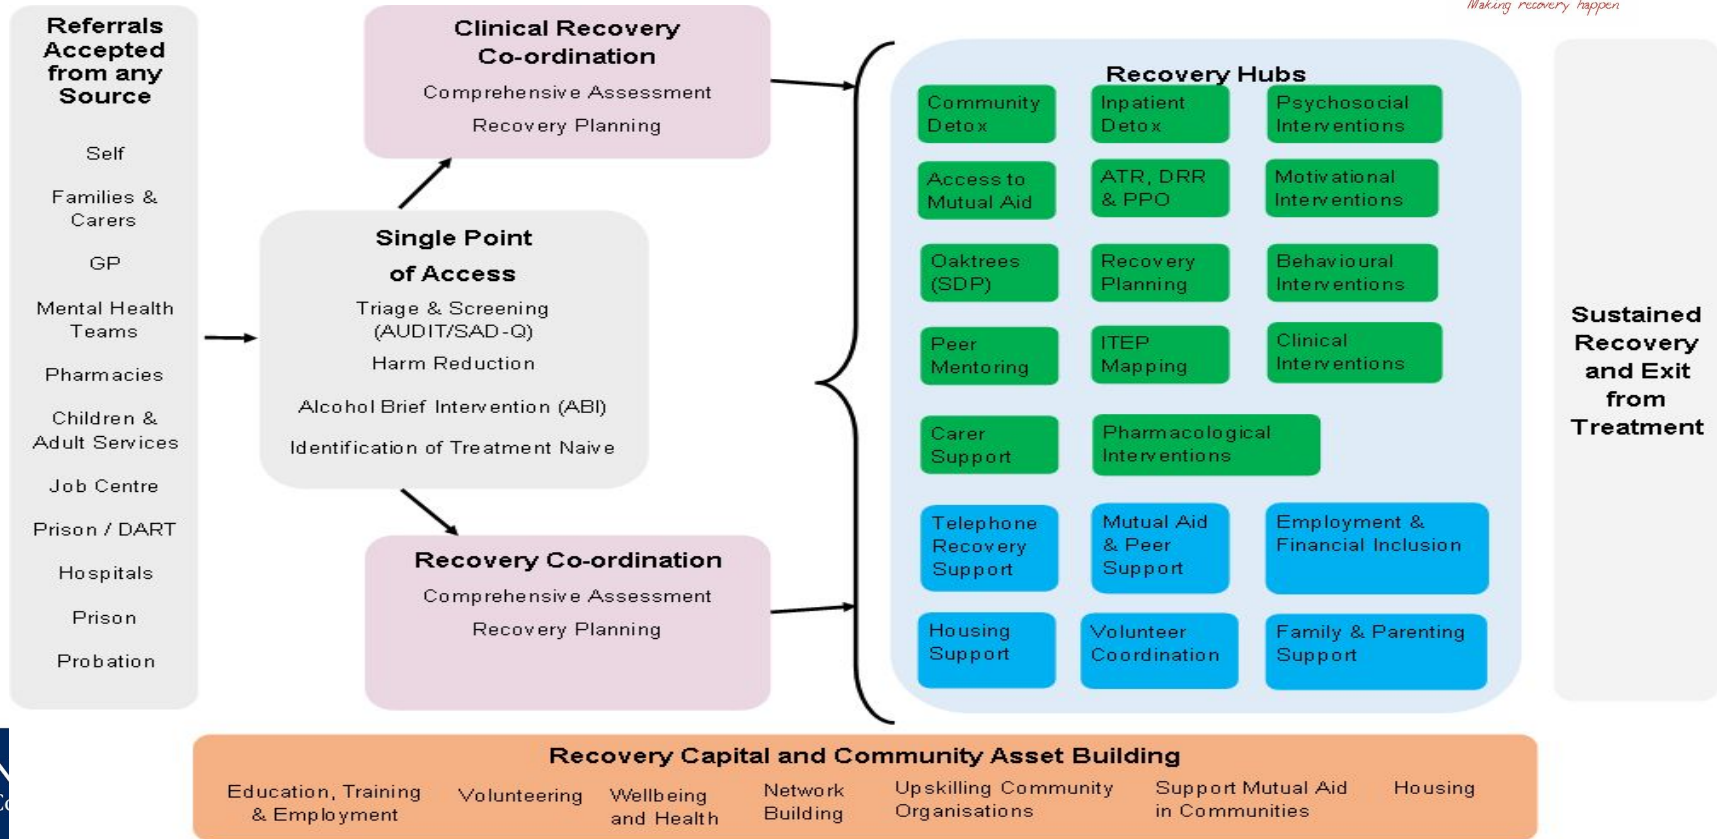 Making recovery happen
Referrals
Accepted
from any
Source
Self
Families &
Carers
GP
Mental Health
Teams
Pharmacies
Children &
Adult Services
Job Centre
Prison / DART
Hospitals
Prison
Probation
Clinical Recovery
Co-ordination
Comprehensive Assessment
Recovery Planning
Single Point
of Access
Triage & Screening
(AUDIT/SAD-Q)
Harm Reduction
Alcohol Brief Intervention (ABI)
Identification of Treatment Naive
Recovery Co-ordination
Comprehensive Assessment
Recovery Planning
Recovery Hubs
Community
Detox
Inpatient
Detox
Psychosocial
Interventions
Access to
Mutual Aid
ATR, DRR
& PPO
Motivational
Interventions
Oaktrees
(SDP)
Recovery
Planning
Behavioural
Interventions
Peer
Mentoring
ITEP
Mapping
Clinical
Interventions
Carer
Support
Pharmacological
Interventions
Telephone
Recovery
Support
Mutual Aid
& Peer
Support
Employment &
Financial Inclusion
Housing
Support
Volunteer
Coordination
Family & Parenting
Support
Sustained
Recovery
and Exit
from
Treatment
Recovery Capital and Community Asset Building
Education, Training
& Employment
Volunteering
Wellbeing
and Health
Network
Building
Upskilling Community
Organisations
Support Mutual Aid
in Communities
Housing